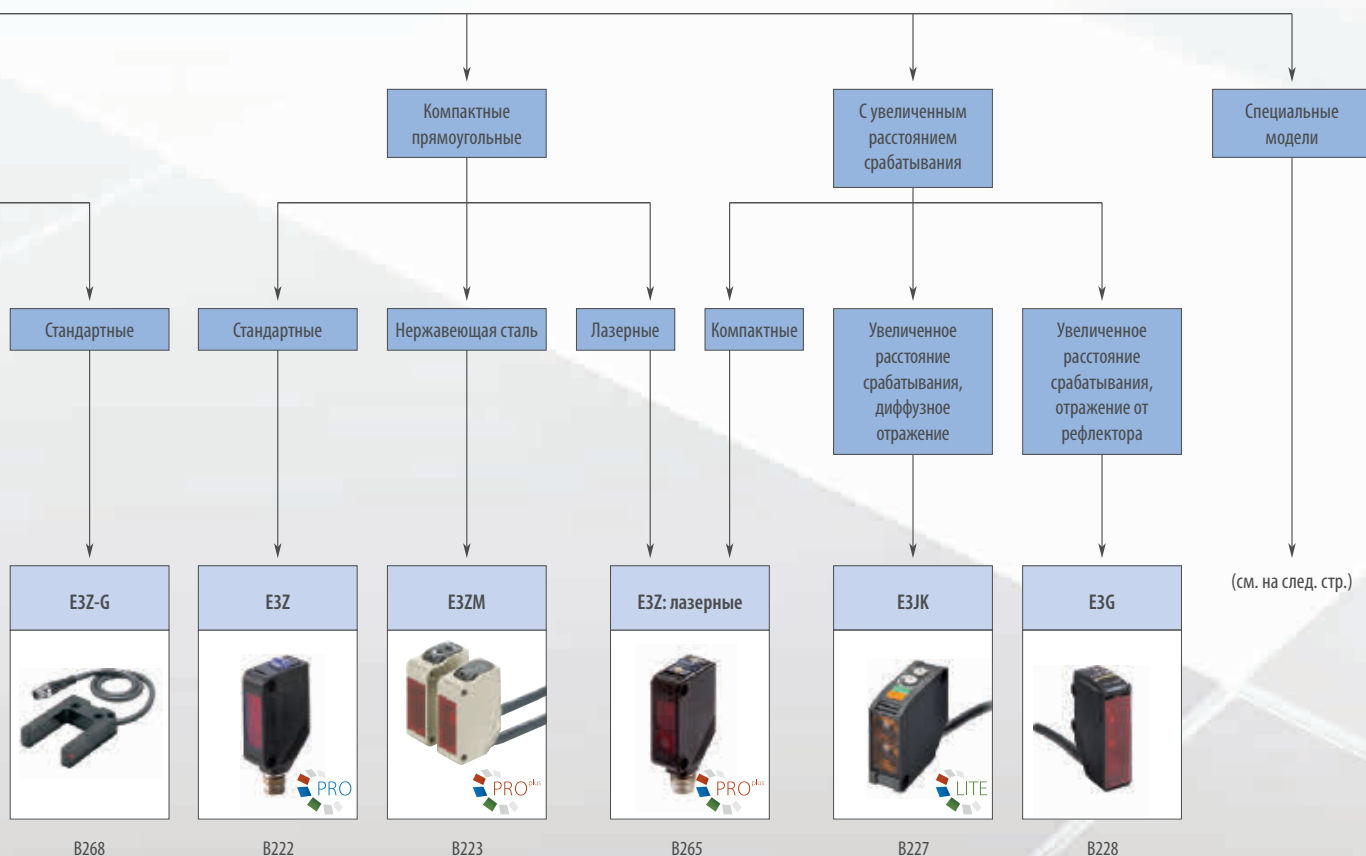 Компактные
прямоугольные
С увеличенным
расстоянием
срабатывания
Специальные
модели
Стандартные
Стандартные
Нержавеющая сталь
Лазерные
Компактные
Увеличенное
расстояние
срабатывания,
диффузное
отражение
Увеличенное
расстояние
срабатывания,
отражение от
рефлектора
E3Z-G
E3Z
E3ZM
E3Z: лазерные
E3JK
E3G
(см. на след. стр.)
PRO
PRO plus
PRO plus
LITE
B268
B222
B223
B265
B227
B228